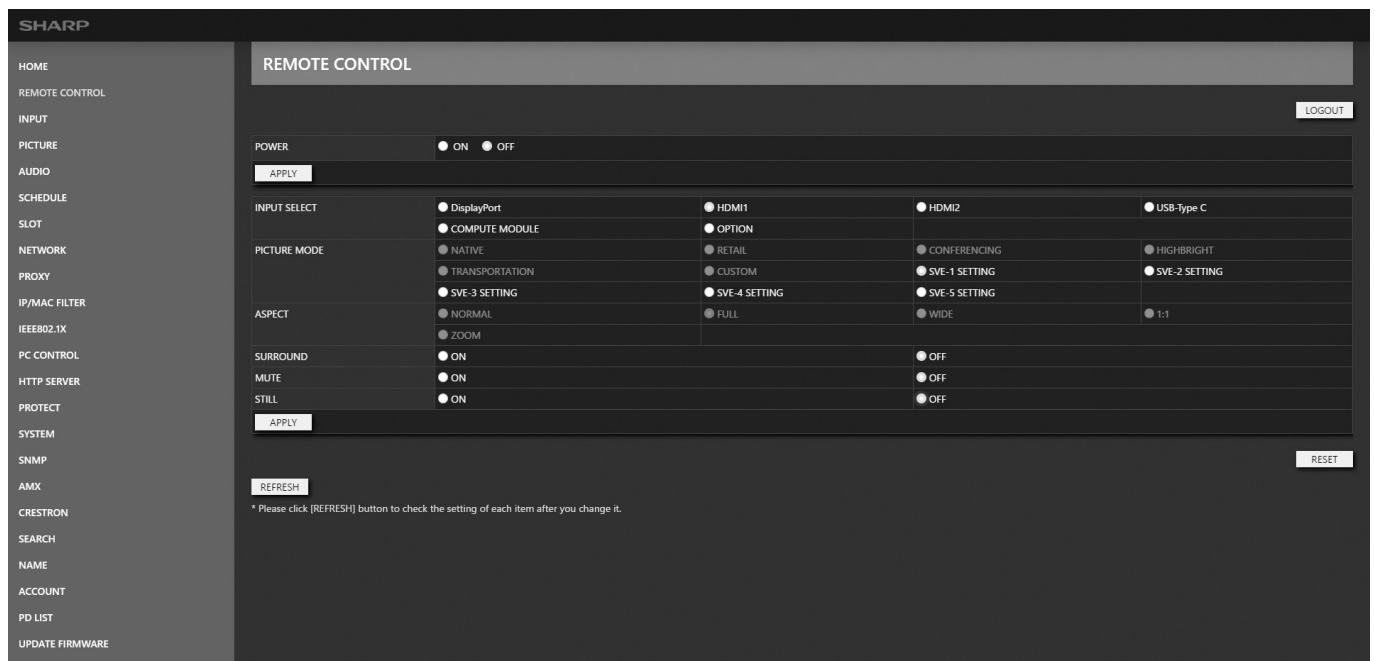 SHARP
HOME
REMOTE CONTROL
INPUT
PICTURE
AUDIO
SCHEDULE
SLOT
NETWORK
PROXY
IP/MAC FILTER
IEEE802.1X
PC CONTROL
HTTP SERVER
PROTECT
SYSTEM
SNMP
AMX
CRESTRON
SEARCH
NAME
ACCOUNT
PD LIST
UPDATE FIRMWARE
REMOTE CONTROL
LOGOUT
POWER ON OFF
APPLY
INPUT SELECT DisplayPort HDMI1 HDMI2 USB-Type C
COMPUTE MODULE OPTION
PICTURE MODE NATIVE RETAIL CONFERENCING HIGHBRIGHT
TRANSPORTATION CUSTOM SVE-1 SETTING SVE-2 SETTING
SVE-3 SETTING SVE-4 SETTING SVE-5 SETTING
ASPECT NORMAL FULL WIDE 1:1
ZOOM
SURROUND ON OFF
MUTE ON OFF
STILL ON OFF
APPLY
RESET
REFRESH
* Please click [REFRESH] button to check the setting of each item after you change it.